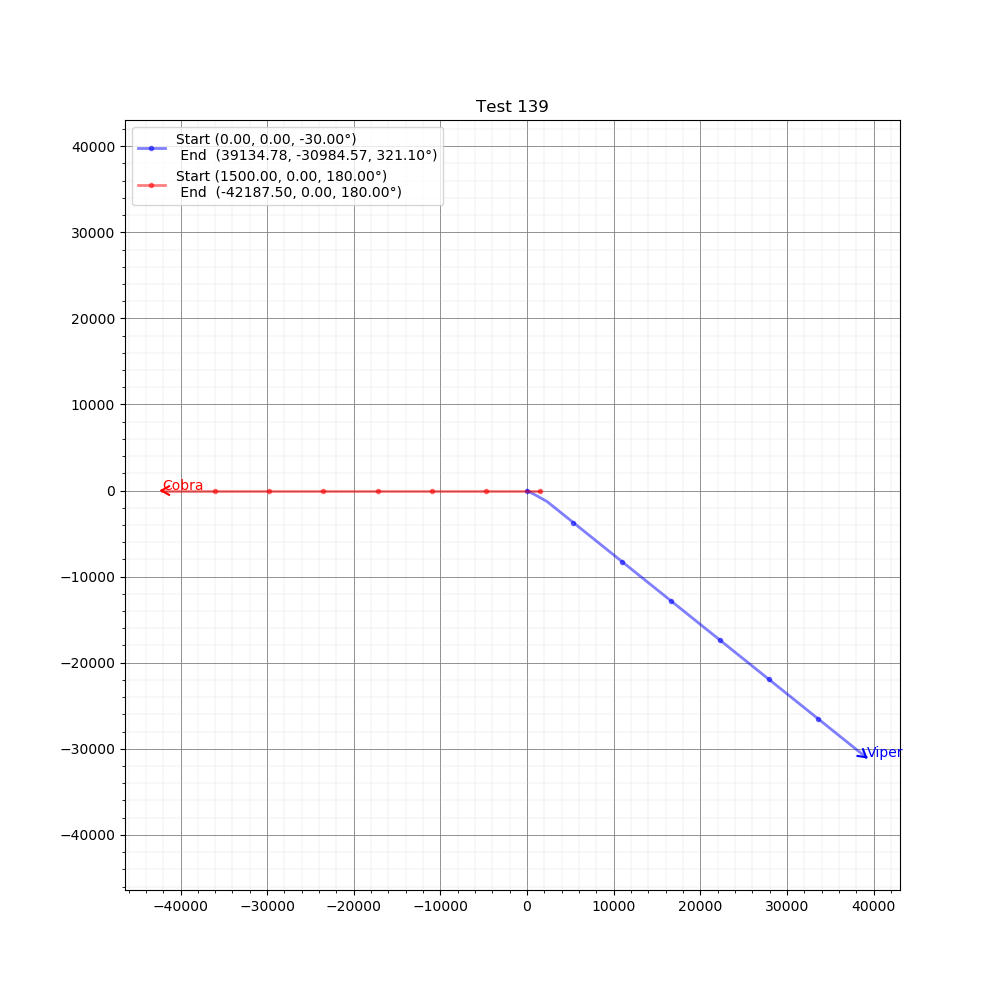 Test 139
Start (0.00, 0.00, -30.00°)
End  (39134.78, -30984.57, 321.10°)
Start (1500.00, 0.00, 180.00°)
End  (-42187.50, 0.00, 180.00°)
40000
30000
20000
10000
0
−10000
−20000
−30000
−40000
Cobra
Viper
−40000 −30000 −20000 −10000 0 10000 20000 30000 40000